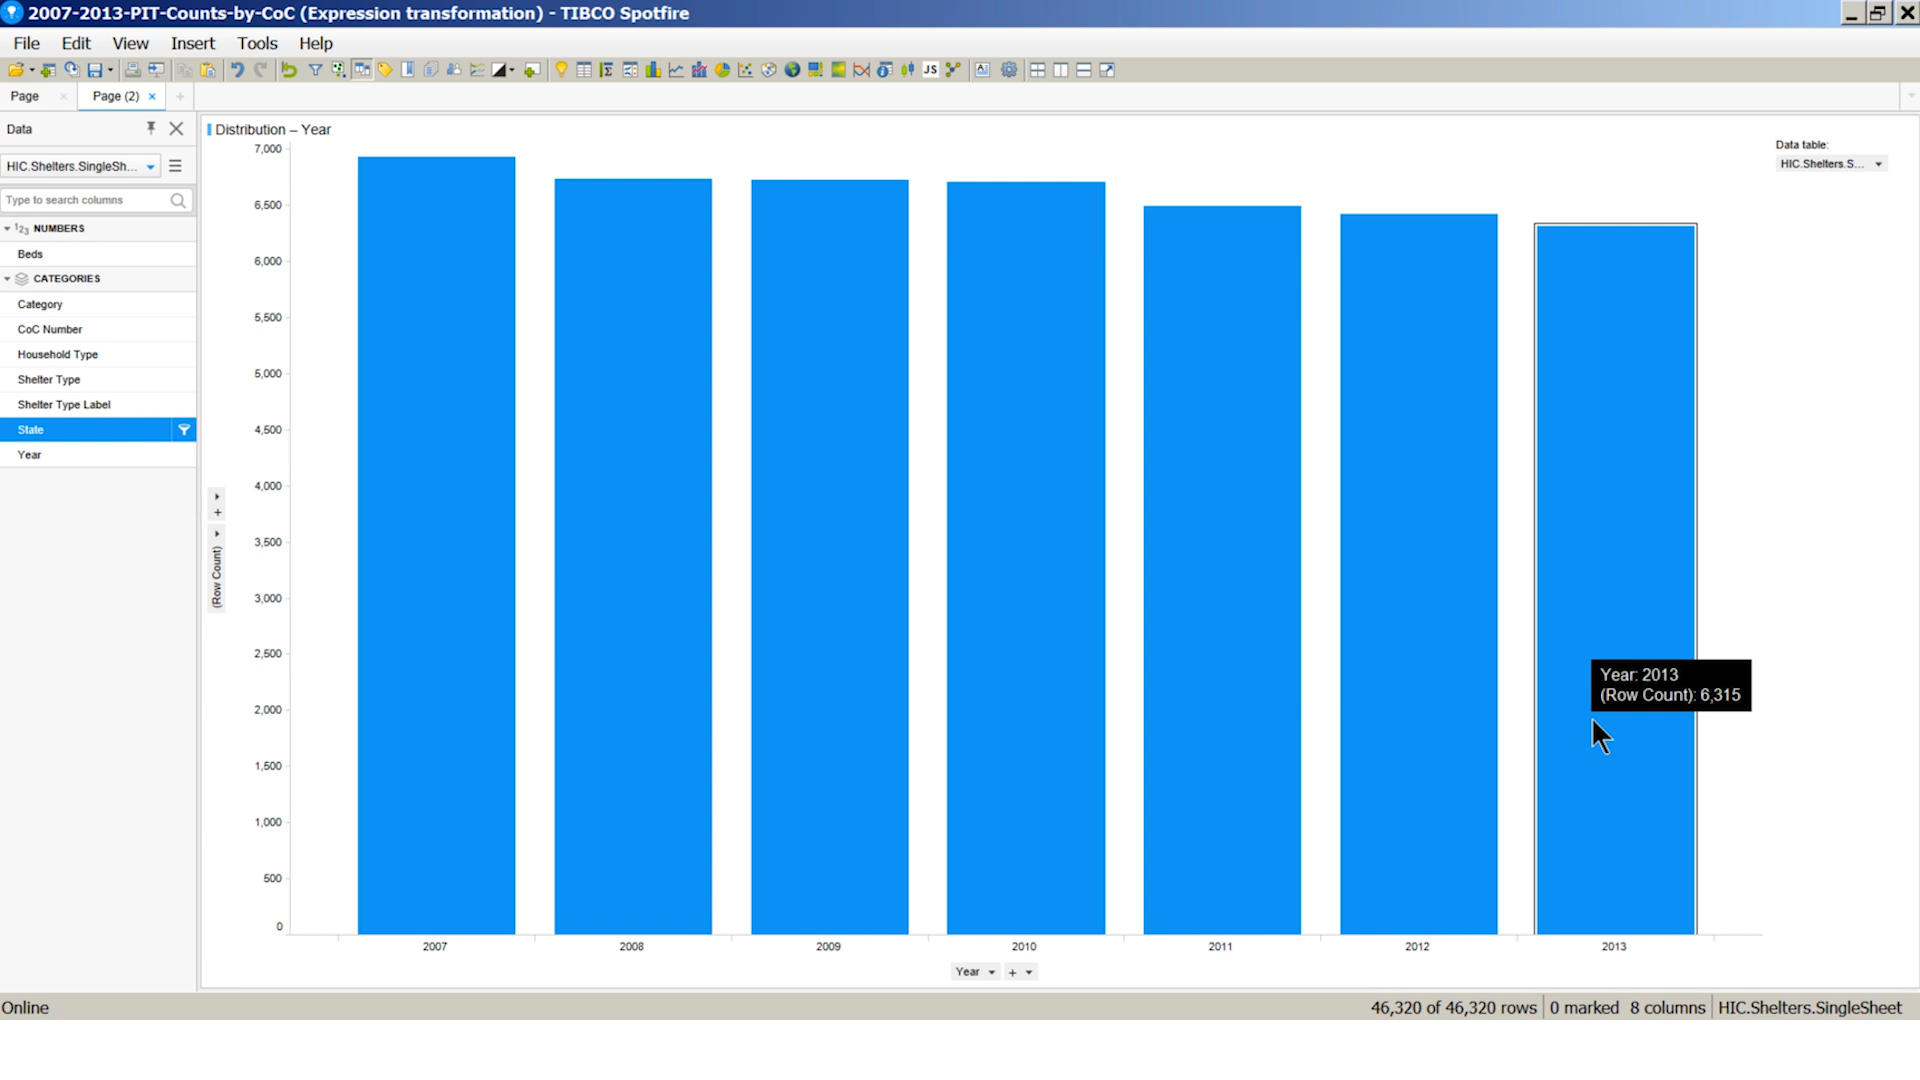 2007-2013-PIT-Counts-by-CoC (Expression transformation) - TIBCO Spotfire
File Edit View Insert Tools Help
JS
Page Page (2)
Data
HIC.Shelters.SingleSh...
Type to search columns
123 NUMBERS
Beds
CATEGORIES
Category
CoC Number
Household Type
Shelter Type
Shelter Type Label
State
Year
Distribution – Year
Data table:
HIC.Shelters.S...
7,000
6,500
6,000
5,500
5,000
4,500
4,000
3,500
3,000
2,500
2,000
1,500
1,000
500
0
(Row Count)
Year: 2013
(Row Count): 6,315
2007 2008 2009 2010 2011 2012 2013
Year +
Online
46,320 of 46,320 rows 0 marked 8 columns HIC.Shelters.SingleSheet